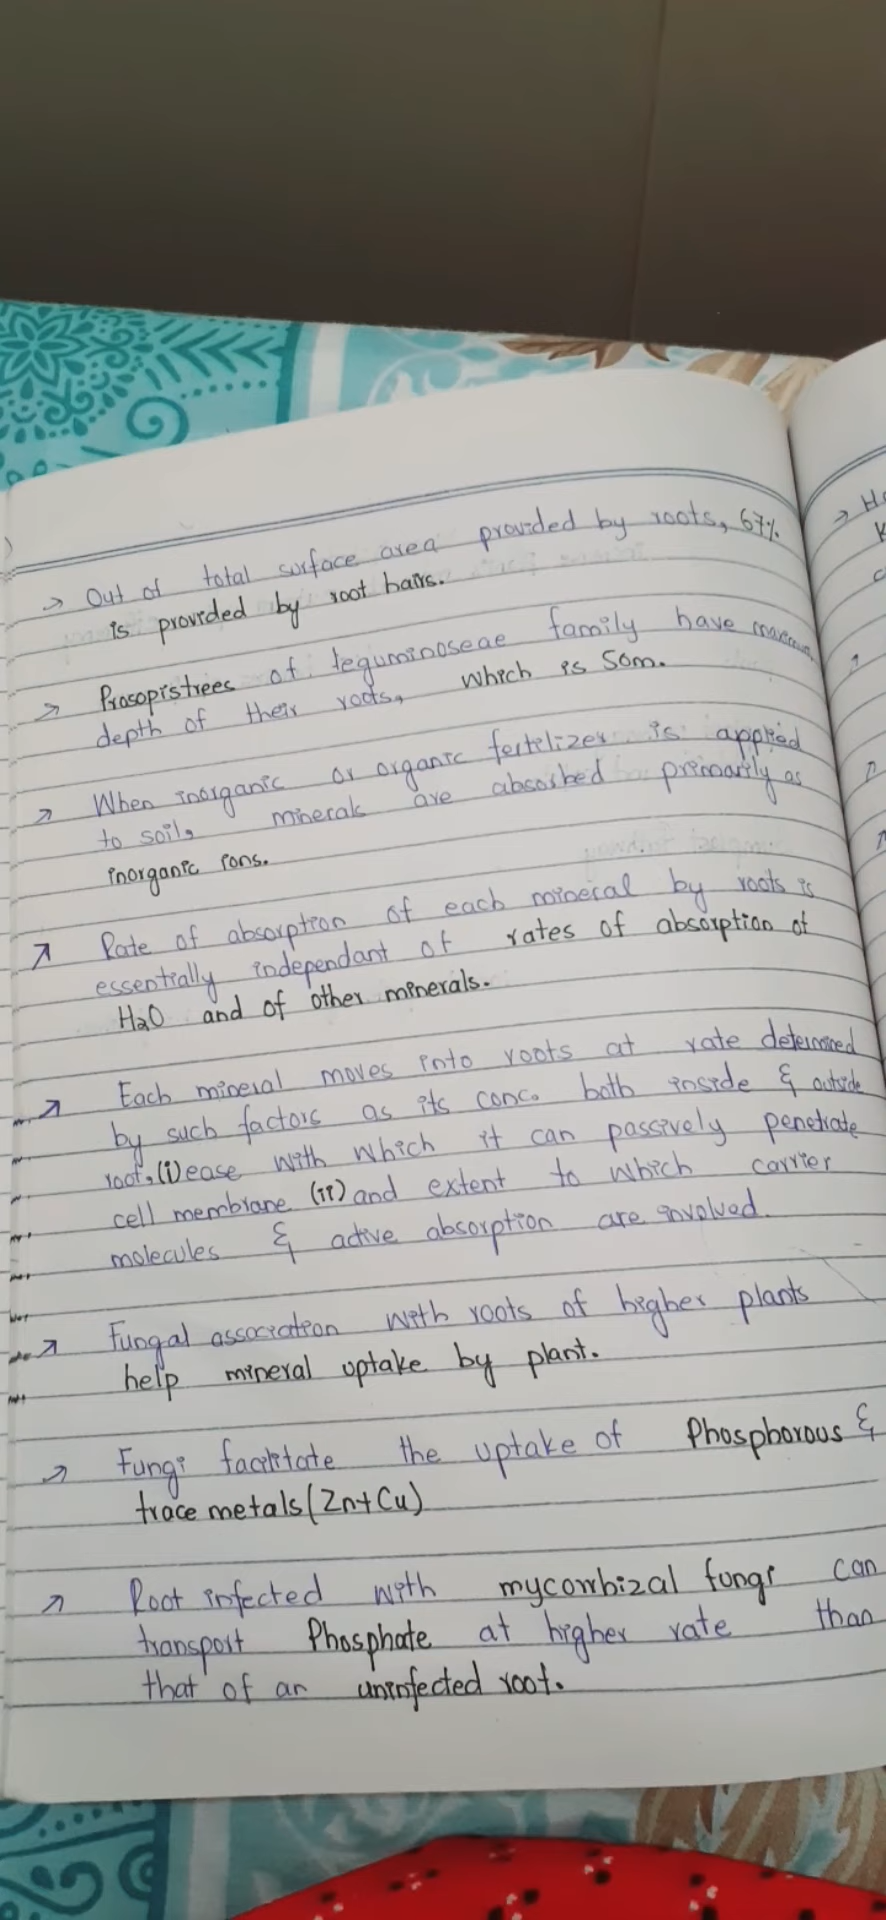 → Out of total surface area provided by roots, 67%
is provided by root hairs.
→ Prosopistrees of leguminoseae family have maximum
depth of their roots, which is 50m.
→ When inorganic or organic fertilizer is applied
to soil, minerals are absorbed primarily as
inorganic ions.
→ Rate of absorption of each mineral by roots is
essentially independant of rates of absorption of
H2O and of other minerals.
→ Each mineral moves into roots at rate determined
by such factors as its conc. both inside & outside
root, (i) ease with which it can passively penetrate
cell membrane (ii) and extent to which carrier
molecules & active absorption are involved.
→ Fungal association with roots of higher plants
help mineral uptake by plant.
→ Fungi facilitate the uptake of Phosphorous &
trace metals (Zn+Cu)
→ Root infected with mycorrhizal fungi can
transport Phosphate at higher rate than
that of an uninfected root.